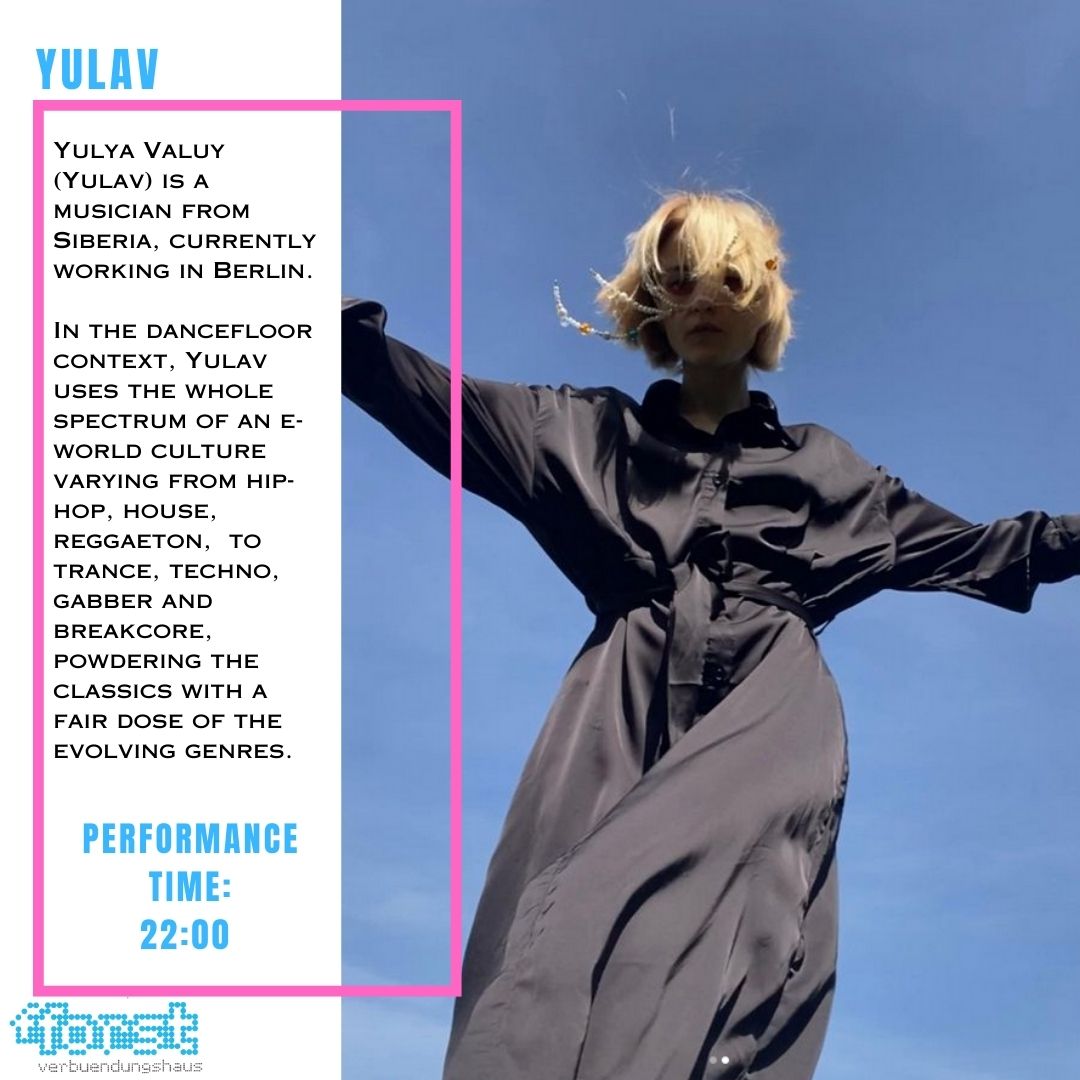 YULAV
Yulya Valuy
(Yulav) is a
musician from
Siberia, currently
working in Berlin.
In the dancefloor
context, Yulav
uses the whole
spectrum of an e-
world culture
varying from hip-
hop, house,
reggaeton,  to
trance, techno,
gabber and
breakcore,
powdering the
classics with a
fair dose of the
evolving genres.
PERFORMANCE
TIME:
22:00
forst
verbuendungshaus